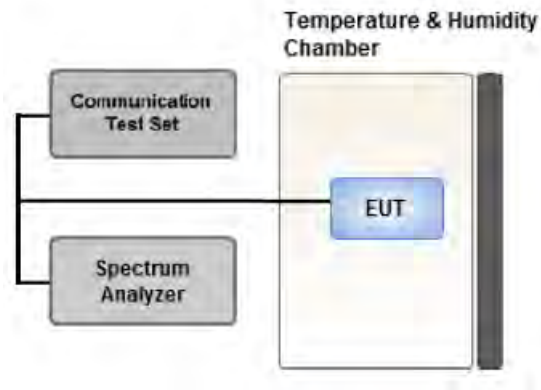 Temperature & Humidity
Chamber
Communication
Test Set
EUT
Spectrum
Analyzer